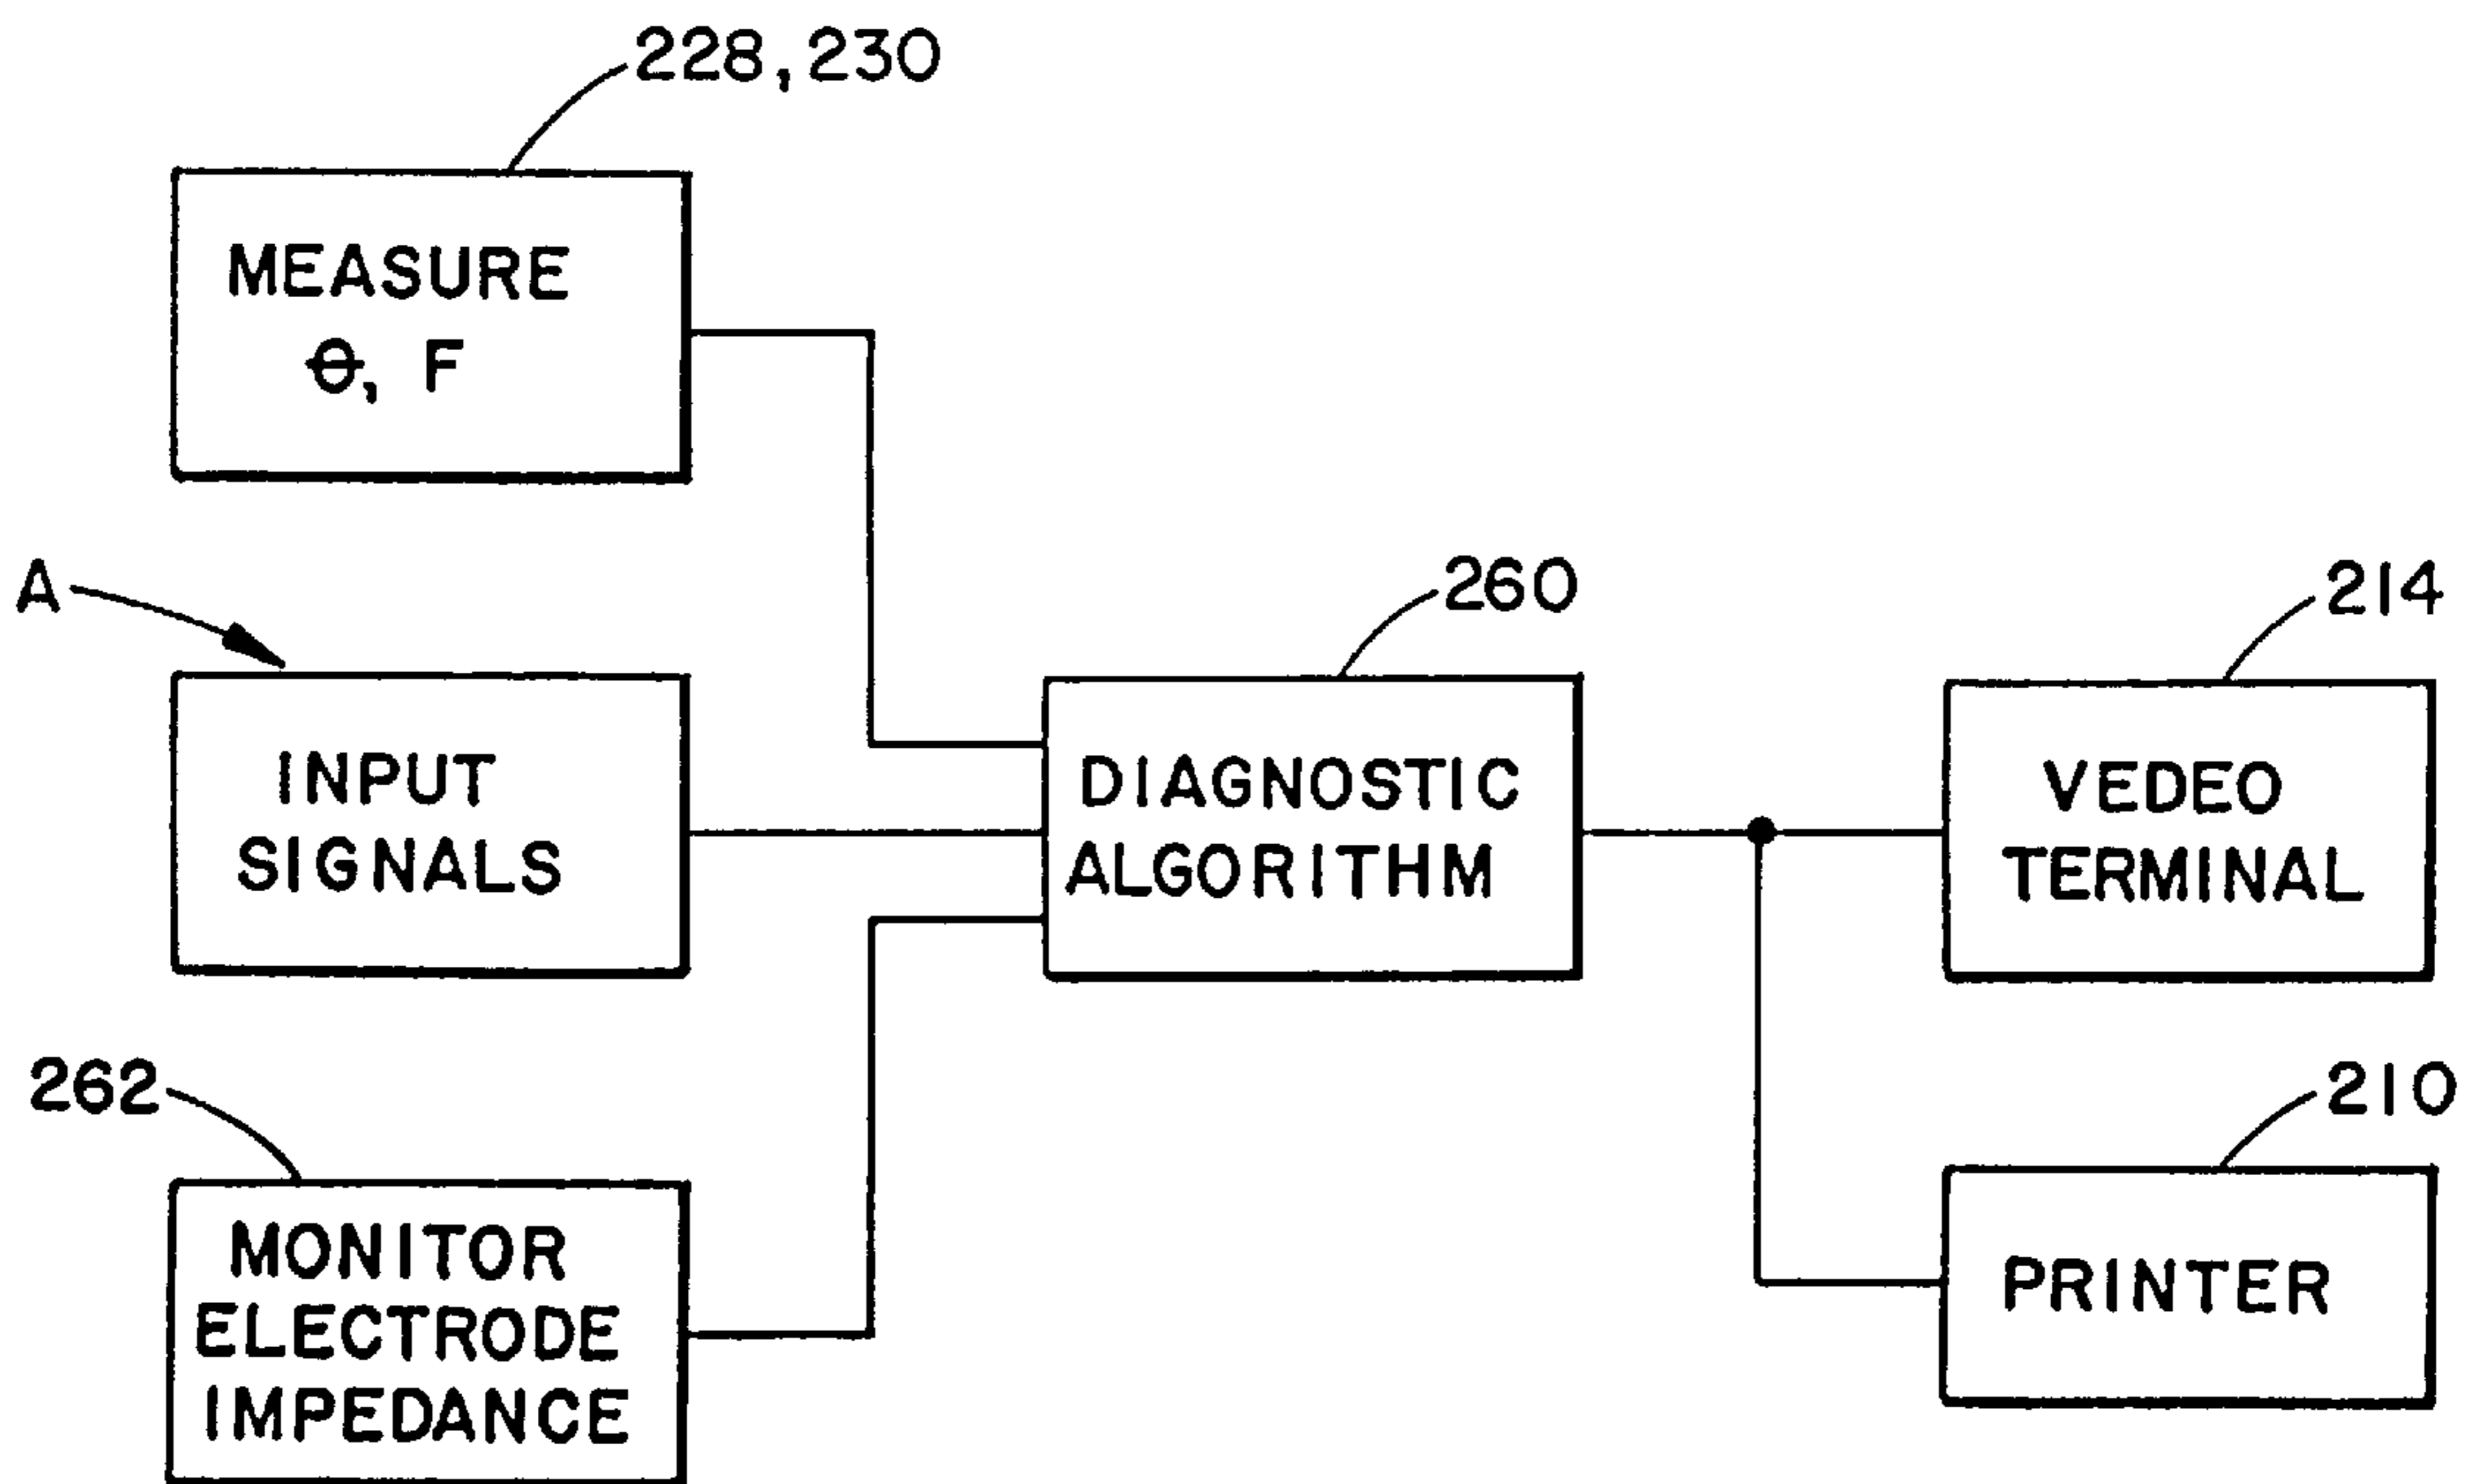 228, 230
MEASURE
Θ, F
A
INPUT
SIGNALS
260
DIAGNOSTIC
ALGORITHM
214
VEDEO
TERMINAL
262
MONITOR
ELECTRODE
IMPEDANCE
210
PRINTER